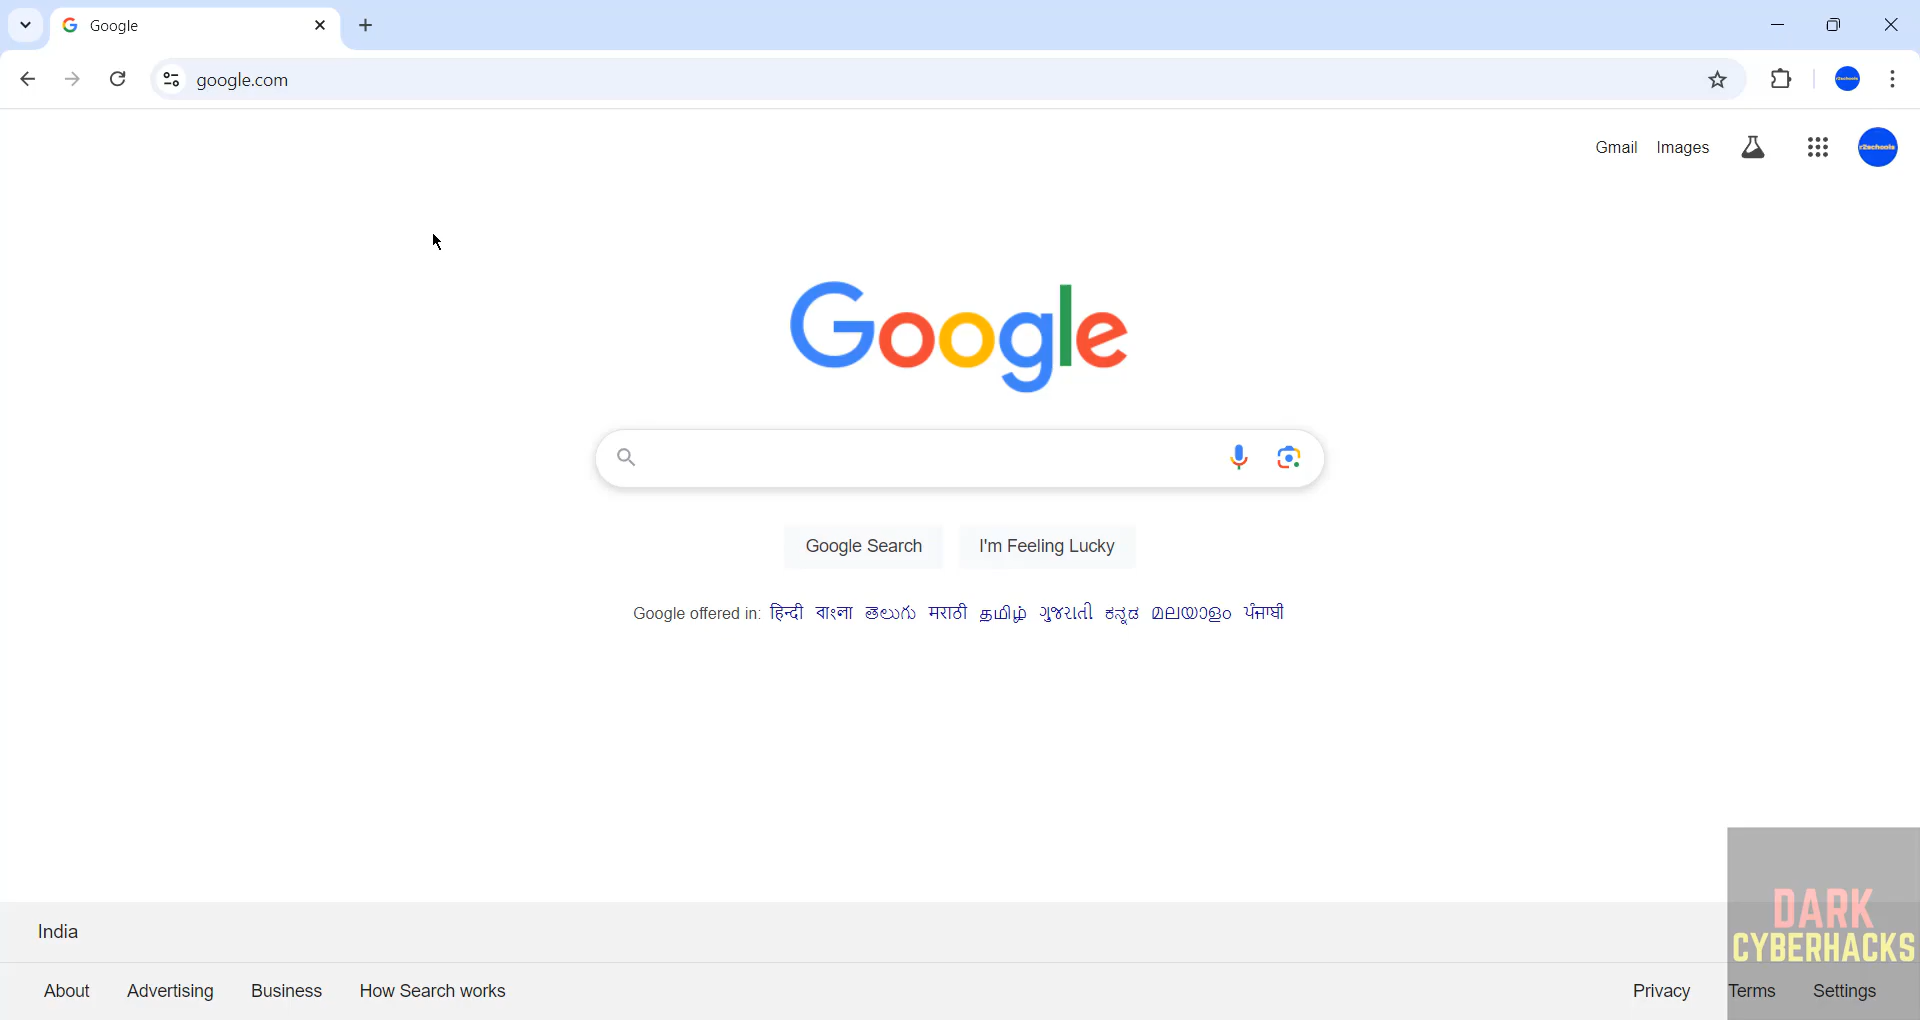 Google
google.com
Gmail Images
r2schools
Google
Google Search I'm Feeling Lucky
Google offered in: हिन्दी বাংলা తెలుగు मराठी தமிழ் ગુજરાતી ಕನ್ನಡ മലയാളം ਪੰਜਾਬੀ
India
DARK
CYBERHACKS
About Advertising Business How Search works Privacy Terms Settings